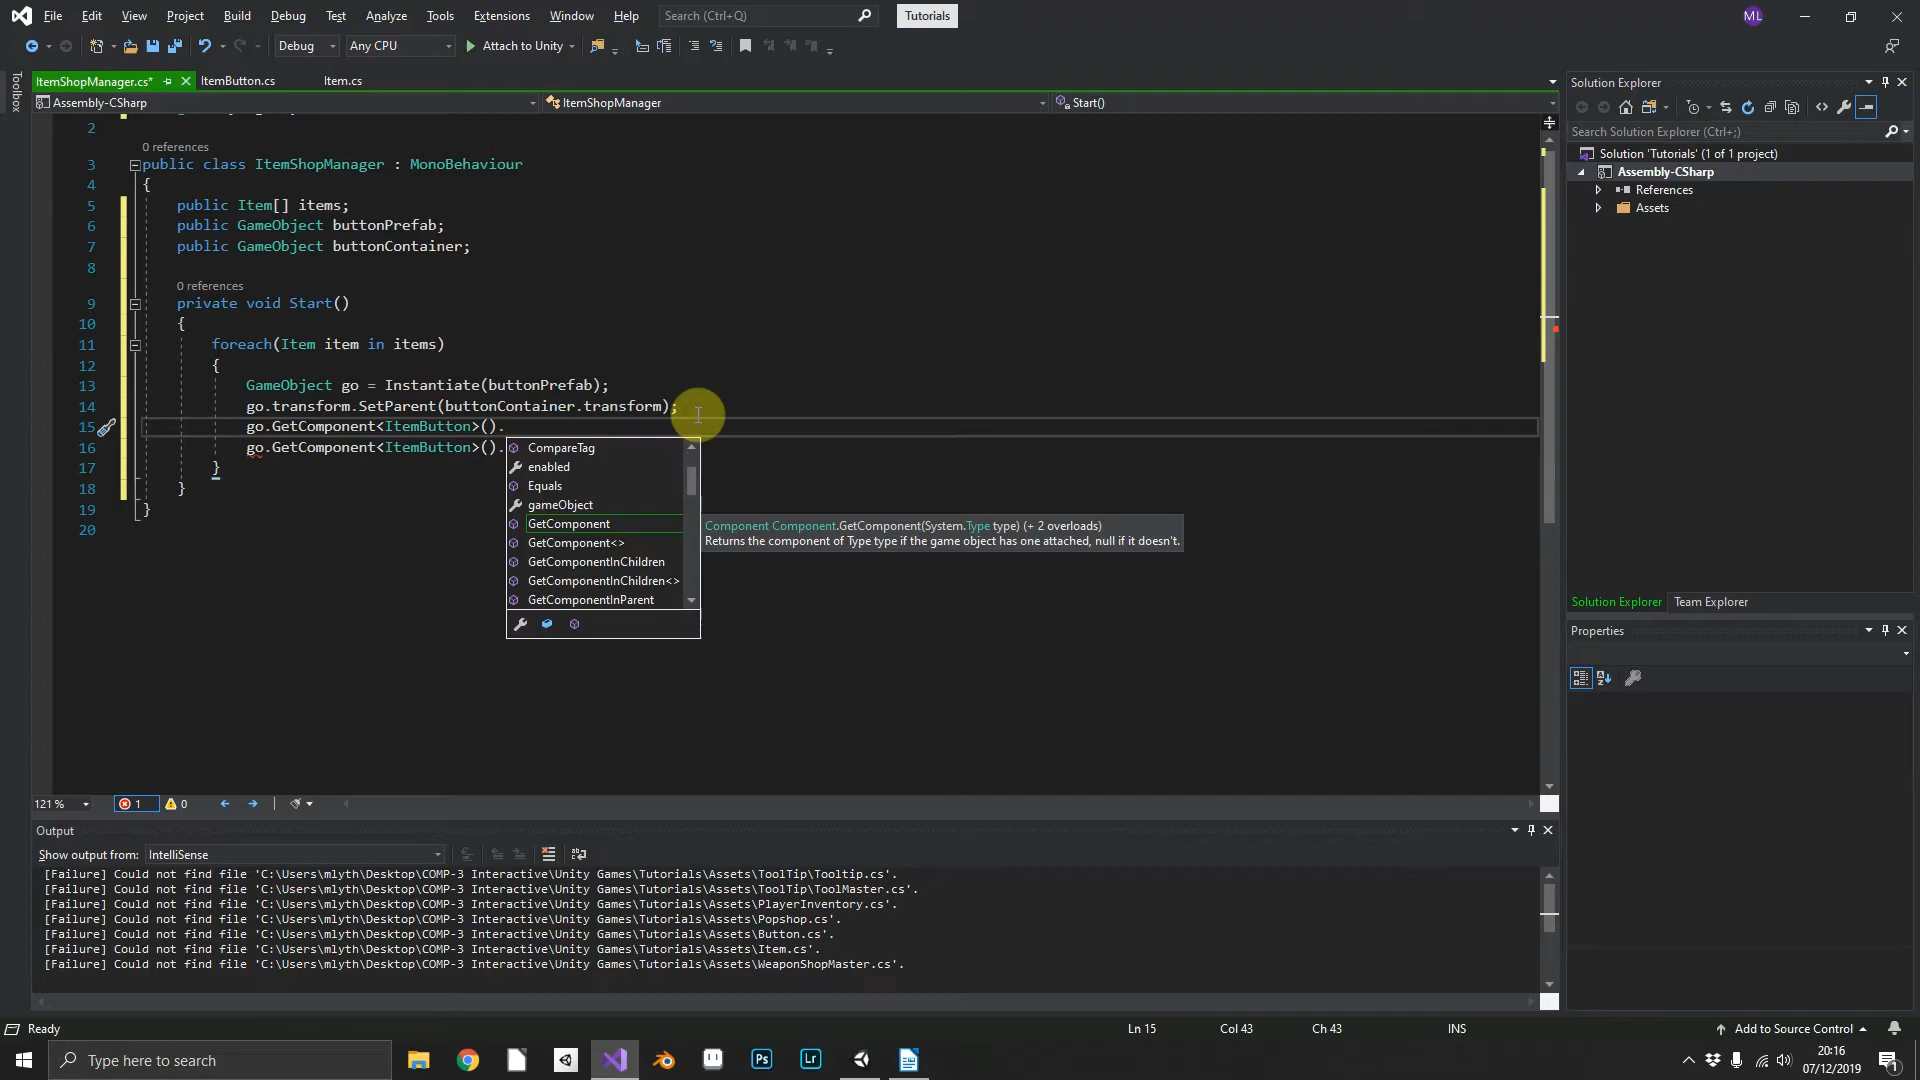 File Edit View Project Build Debug Test Analyze Tools Extensions Window Help Search (Ctrl+Q) Tutorials ML
Debug Any CPU Attach to Unity
Toolbox
ItemShopManager.cs* ItemButton.cs Item.cs
Assembly-CSharp ItemShopManager Start()
2
0 references
3 public class ItemShopManager : MonoBehaviour
4 {
5 public Item[] items;
6 public GameObject buttonPrefab;
7 public GameObject buttonContainer;
8
0 references
9 private void Start()
10 {
11 foreach(Item item in items)
12 {
13 GameObject go = Instantiate(buttonPrefab);
14 go.transform.SetParent(buttonContainer.transform);
15 go.GetComponent<ItemButton>().
16 go.GetComponent<ItemButton>().
17 }
18 }
19 }
20
CompareTag
enabled
Equals
gameObject
GetComponent
GetComponent<>
GetComponentInChildren
GetComponentInChildren<>
GetComponentInParent
Component Component.GetComponent(System.Type type) (+ 2 overloads)
Returns the component of Type type if the game object has one attached, null if it doesn't.
121 % 1 0
Output
Show output from: IntelliSense
[Failure] Could not find file 'C:\Users\mlyth\Desktop\COMP-3 Interactive\Unity Games\Tutorials\Assets\ToolTip\Tooltip.cs'.
[Failure] Could not find file 'C:\Users\mlyth\Desktop\COMP-3 Interactive\Unity Games\Tutorials\Assets\ToolTip\ToolMaster.cs'.
[Failure] Could not find file 'C:\Users\mlyth\Desktop\COMP-3 Interactive\Unity Games\Tutorials\Assets\PlayerInventory.cs'.
[Failure] Could not find file 'C:\Users\mlyth\Desktop\COMP-3 Interactive\Unity Games\Tutorials\Assets\Popshop.cs'.
[Failure] Could not find file 'C:\Users\mlyth\Desktop\COMP-3 Interactive\Unity Games\Tutorials\Assets\Button.cs'.
[Failure] Could not find file 'C:\Users\mlyth\Desktop\COMP-3 Interactive\Unity Games\Tutorials\Assets\Item.cs'.
[Failure] Could not find file 'C:\Users\mlyth\Desktop\COMP-3 Interactive\Unity Games\Tutorials\Assets\WeaponShopMaster.cs'.
Solution Explorer
Search Solution Explorer (Ctrl+;)
Solution 'Tutorials' (1 of 1 project)
Assembly-CSharp
References
Assets
Solution Explorer Team Explorer
Properties
Ready Ln 15 Col 43 Ch 43 INS Add to Source Control
Type here to search Ps Lr 20:16
07/12/2019 1